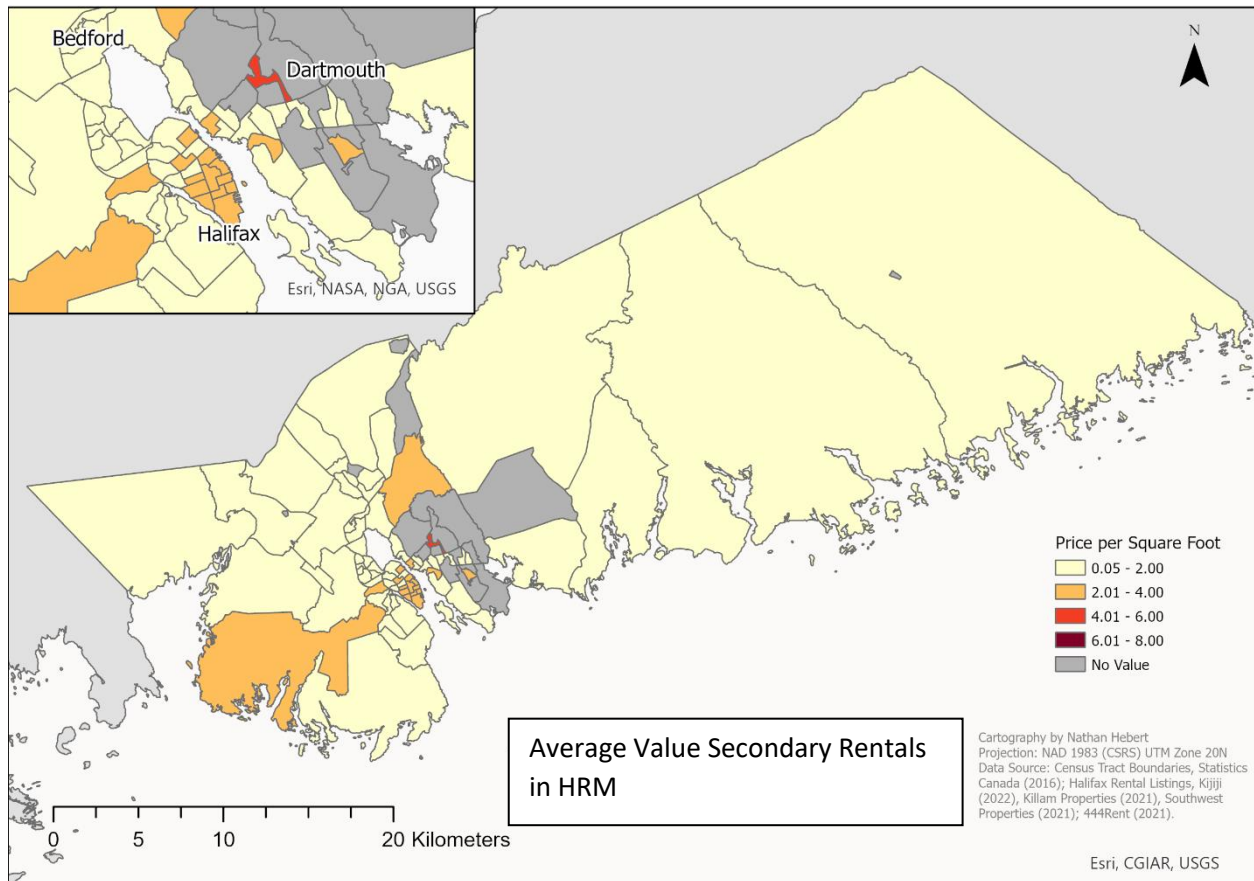 Bedford
Dartmouth
Halifax
Esri, NASA, NGA, USGS
N
Price per Square Foot
0.05 - 2.00
2.01 - 4.00
4.01 - 6.00
6.01 - 8.00
No Value
Average Value Secondary Rentals
in HRM
Cartography by Nathan Hebert
Projection: NAD 1983 (CSRS) UTM Zone 20N
Data Source: Census Tract Boundaries, Statistics
Canada (2016); Halifax Rental Listings, Kijiji
(2022), Killam Properties (2021), Southwest
Properties (2021); 444Rent (2021).
0 5 10 20 Kilometers
Esri, CGIAR, USGS